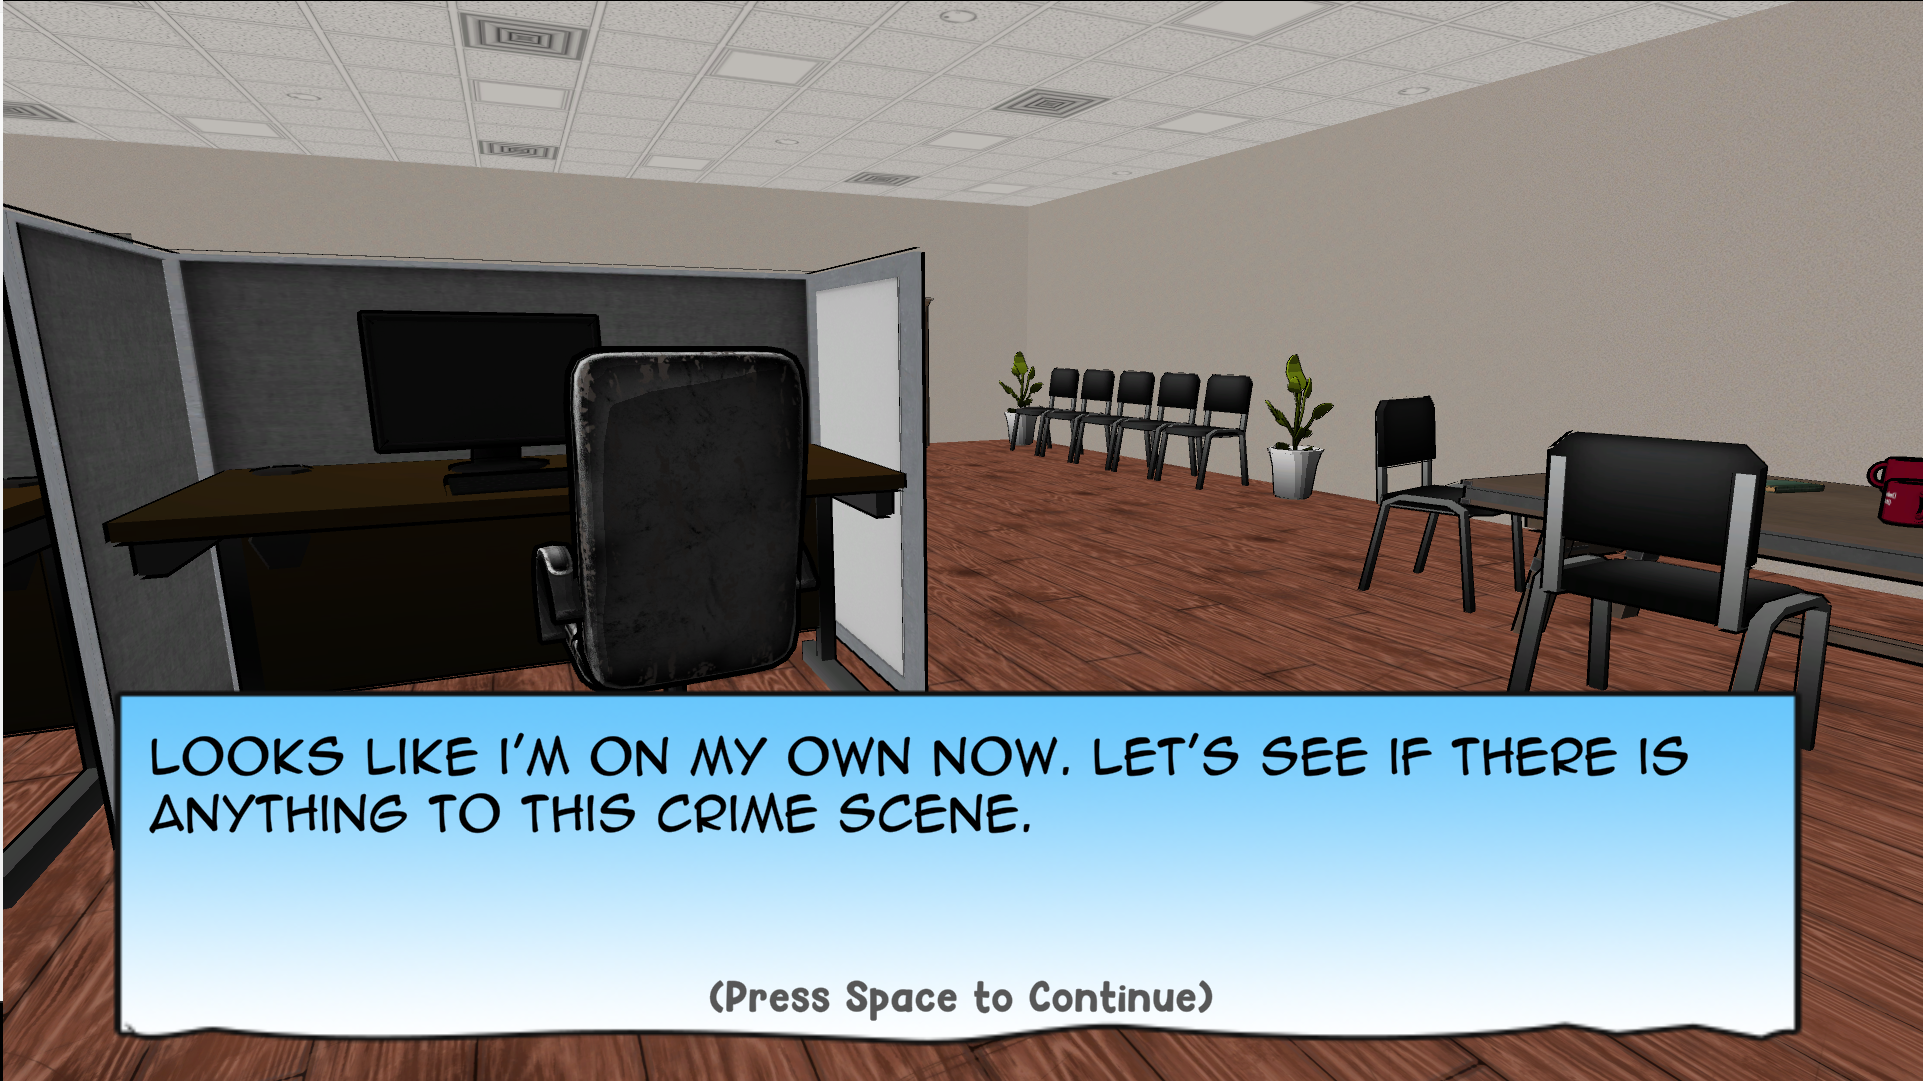 LOOKS LIKE I'M ON MY OWN NOW. LET'S SEE IF THERE IS
ANYTHING TO THIS CRIME SCENE.
(Press Space to Continue)